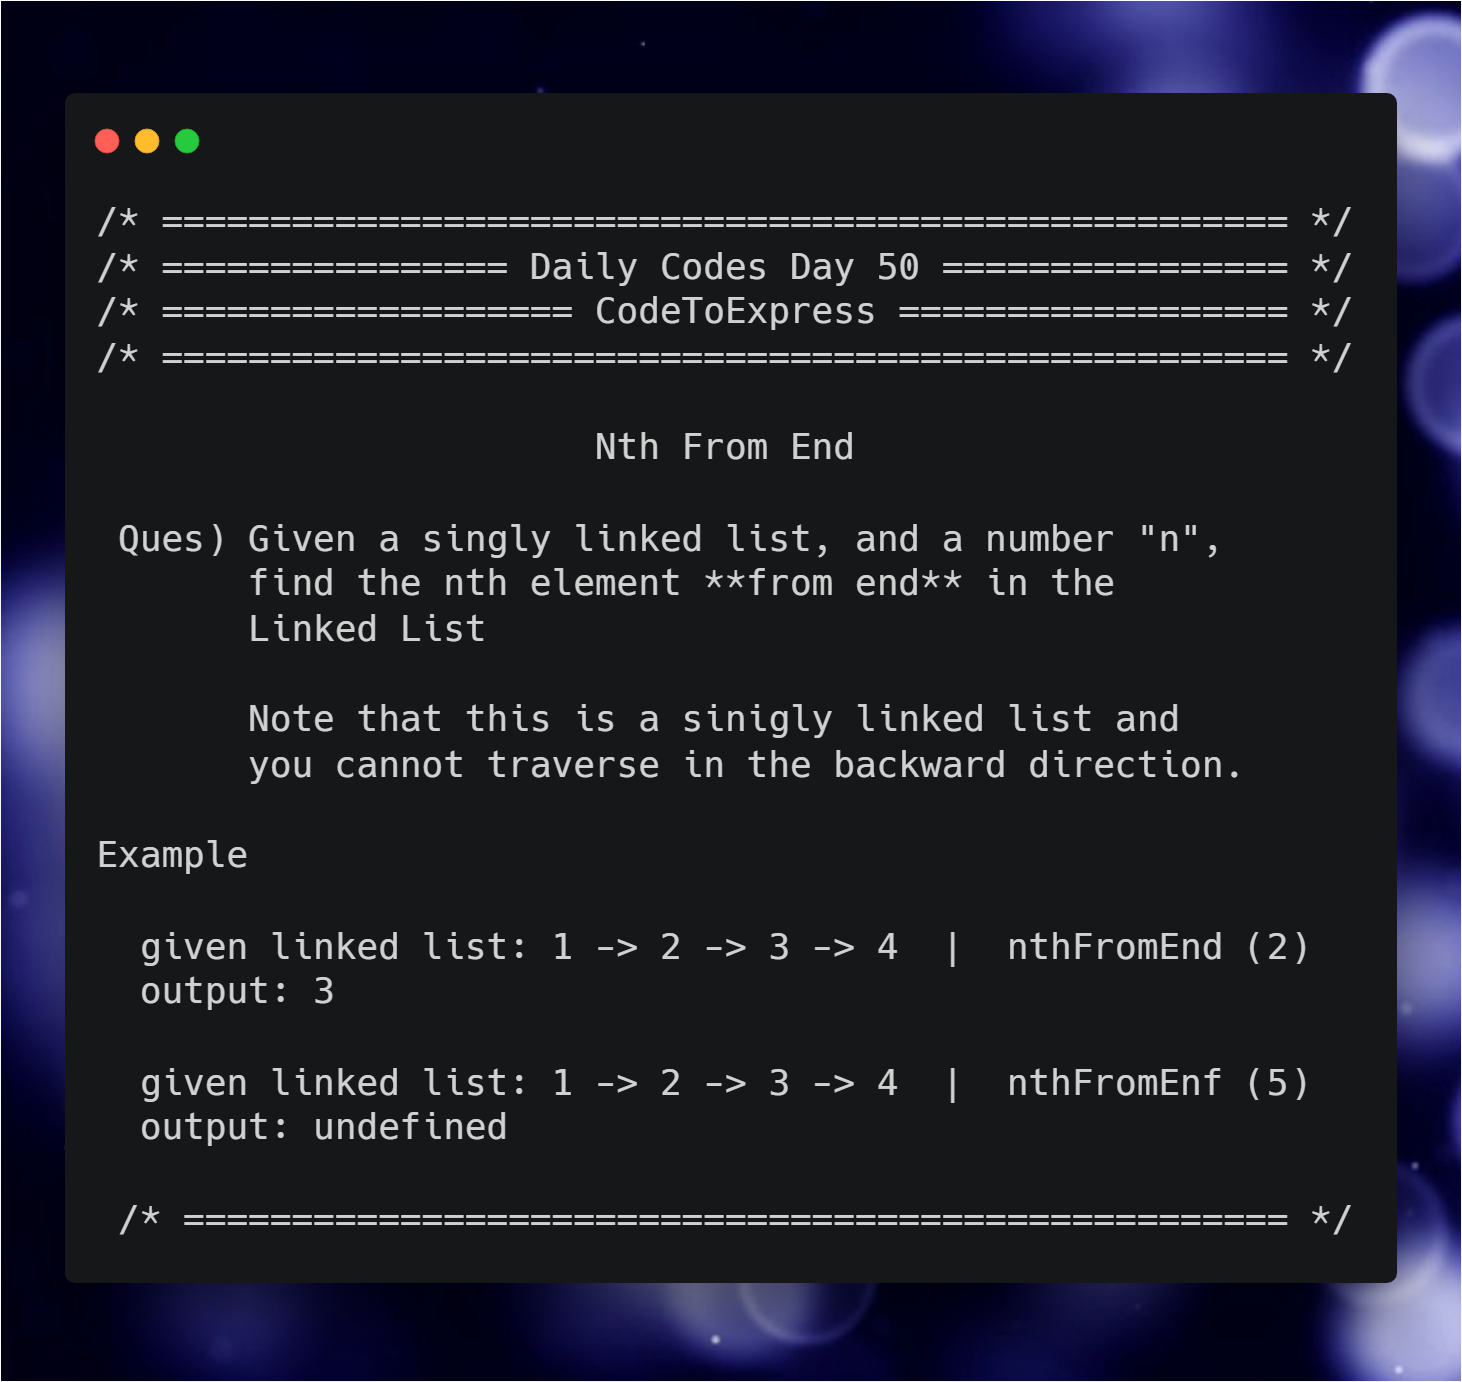 /* ==================================================== */
/* ================ Daily Codes Day 50 ================ */
/* =================== CodeToExpress ================== */
/* ==================================================== */
Nth From End
Ques) Given a singly linked list, and a number "n",
find the nth element **from end** in the
Linked List
Note that this is a sinigly linked list and
you cannot traverse in the backward direction.
Example
given linked list: 1 -> 2 -> 3 -> 4  |  nthFromEnd (2)
output: 3
given linked list: 1 -> 2 -> 3 -> 4  |  nthFromEnf (5)
output: undefined
/* =================================================== */